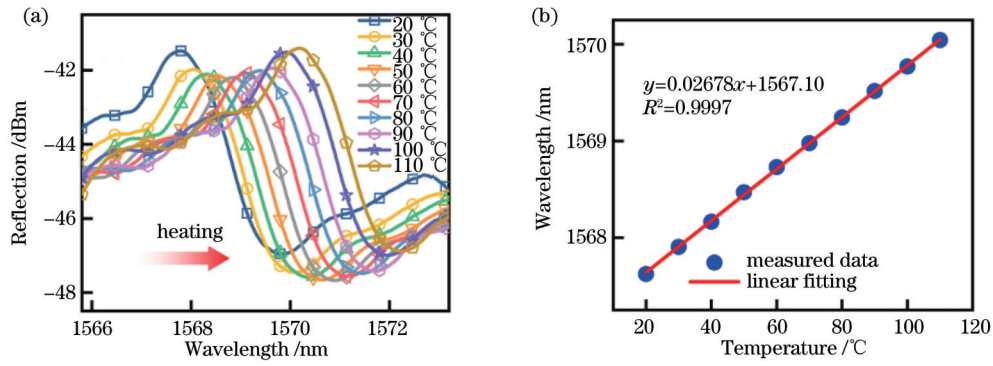 (a)
20 ℃
30 ℃
40 ℃
50 ℃
60 ℃
70 ℃
80 ℃
90 ℃
100 ℃
110 ℃
−42
−44
−46
−48
Reflection /dBm
heating
1566
1568
1570
1572
Wavelength /nm
(b)
1570
1569
1568
Wavelength /nm
y=0.02678x+1567.10
R²=0.9997
measured data
linear fitting
20
40
60
80
100
120
Temperature /℃